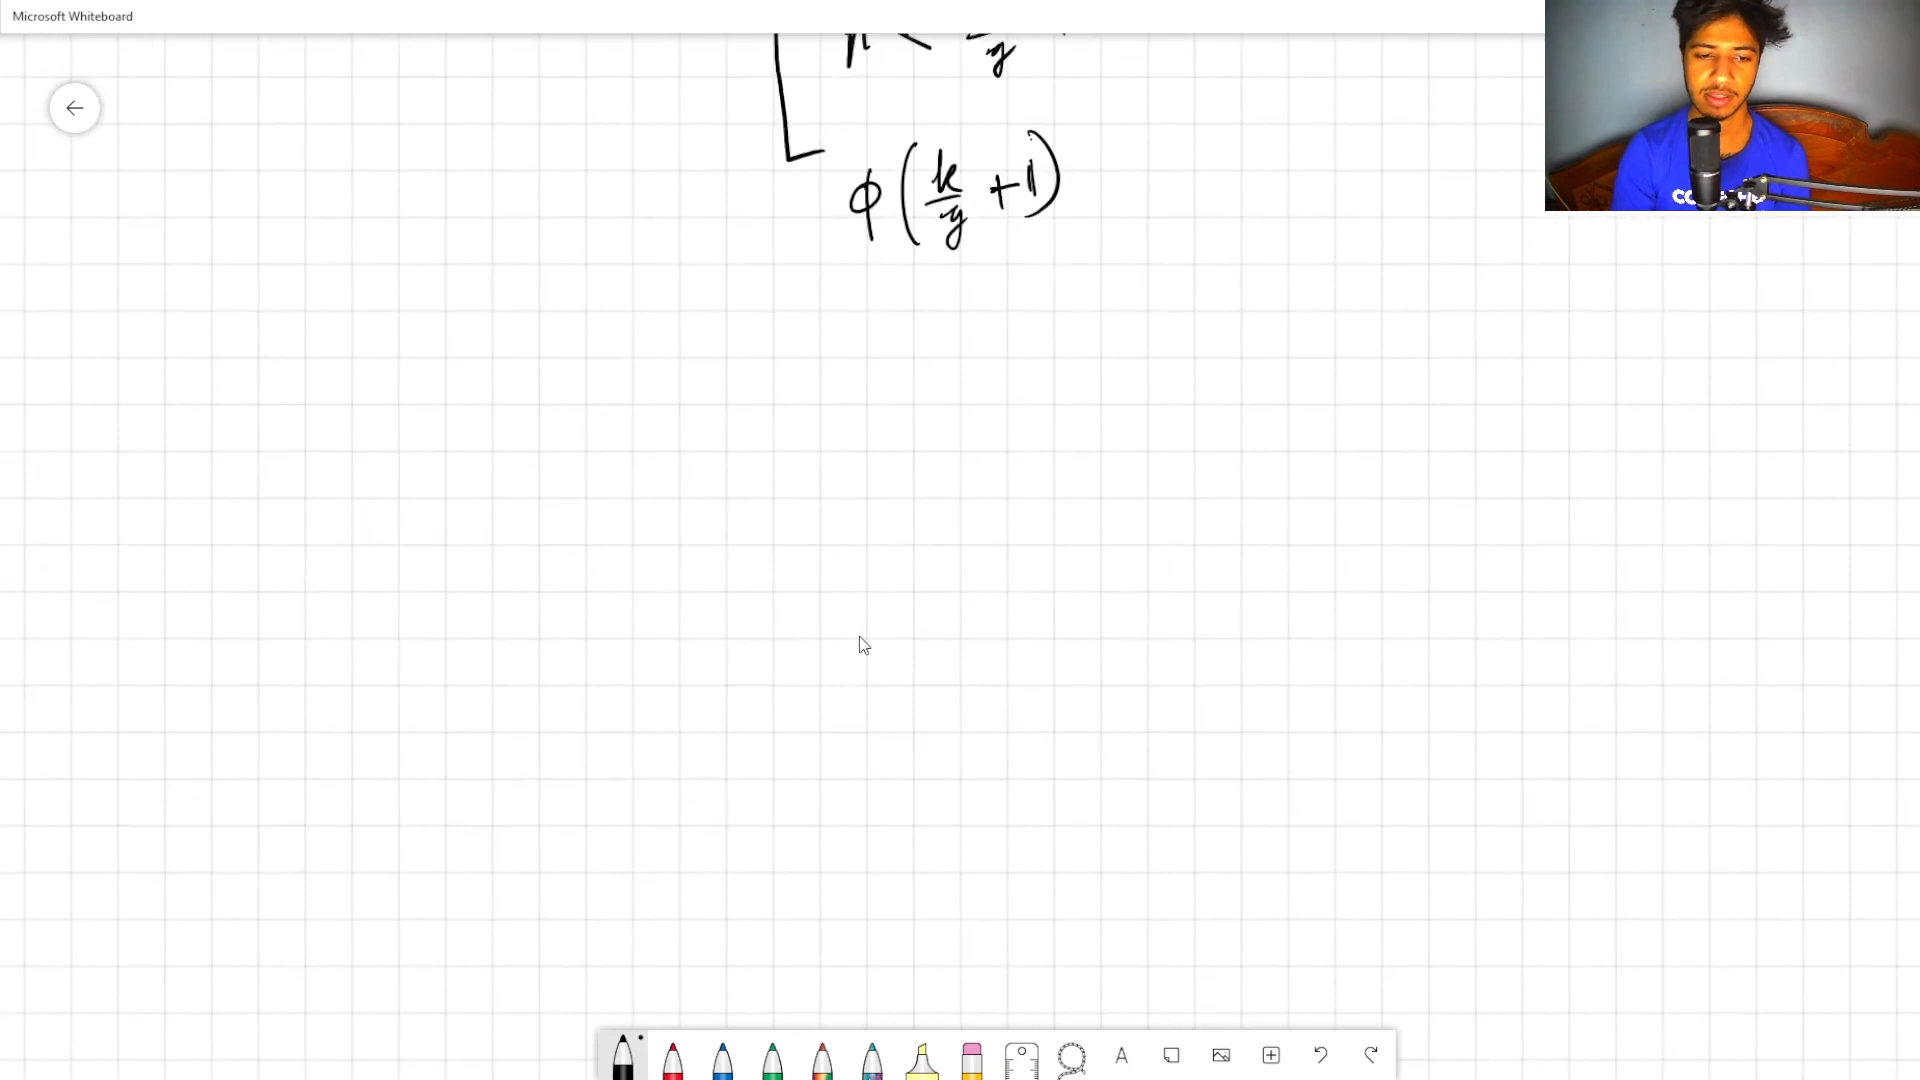 Microsoft Whiteboard
g
ϕ(k/g + 1)
A